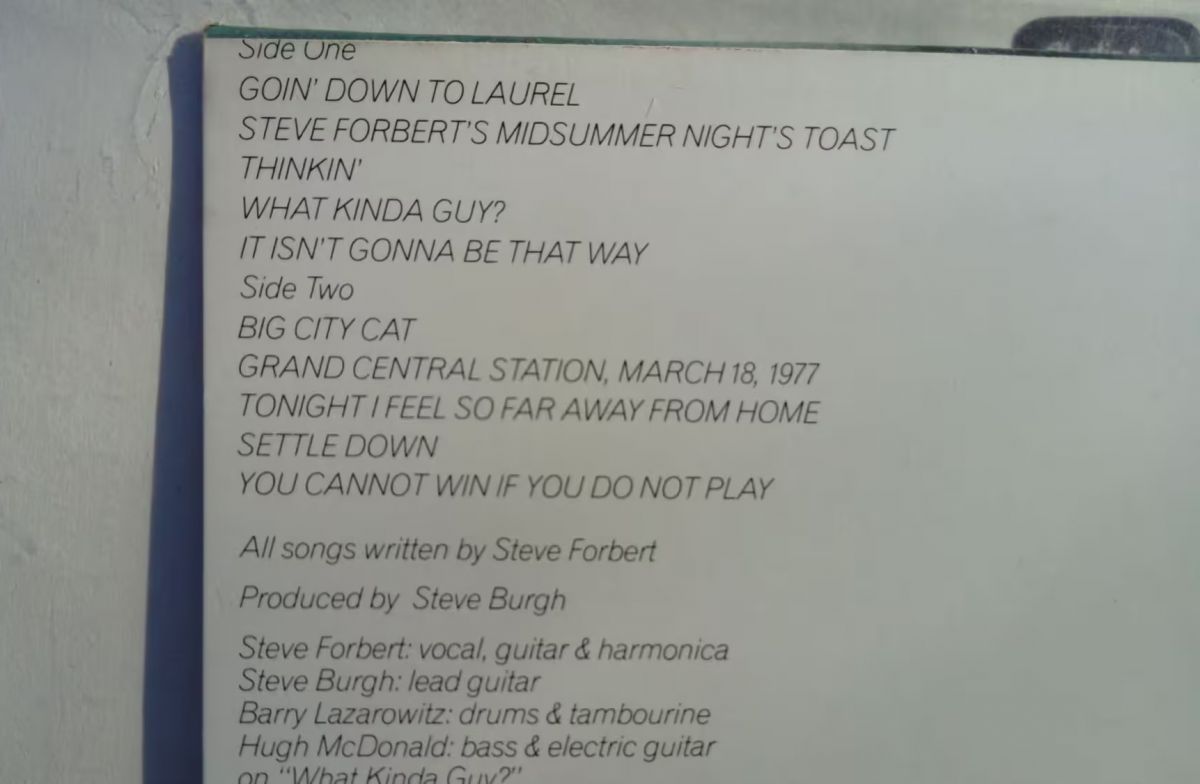 Side One
GOIN' DOWN TO LAUREL
STEVE FORBERT'S MIDSUMMER NIGHT'S TOAST
THINKIN'
WHAT KINDA GUY?
IT ISN'T GONNA BE THAT WAY
Side Two
BIG CITY CAT
GRAND CENTRAL STATION, MARCH 18, 1977
TONIGHT I FEEL SO FAR AWAY FROM HOME
SETTLE DOWN
YOU CANNOT WIN IF YOU DO NOT PLAY
All songs written by Steve Forbert
Produced by Steve Burgh
Steve Forbert: vocal, guitar & harmonica
Steve Burgh: lead guitar
Barry Lazarowitz: drums & tambourine
Hugh McDonald: bass & electric guitar
on "What Kinda Guy?"